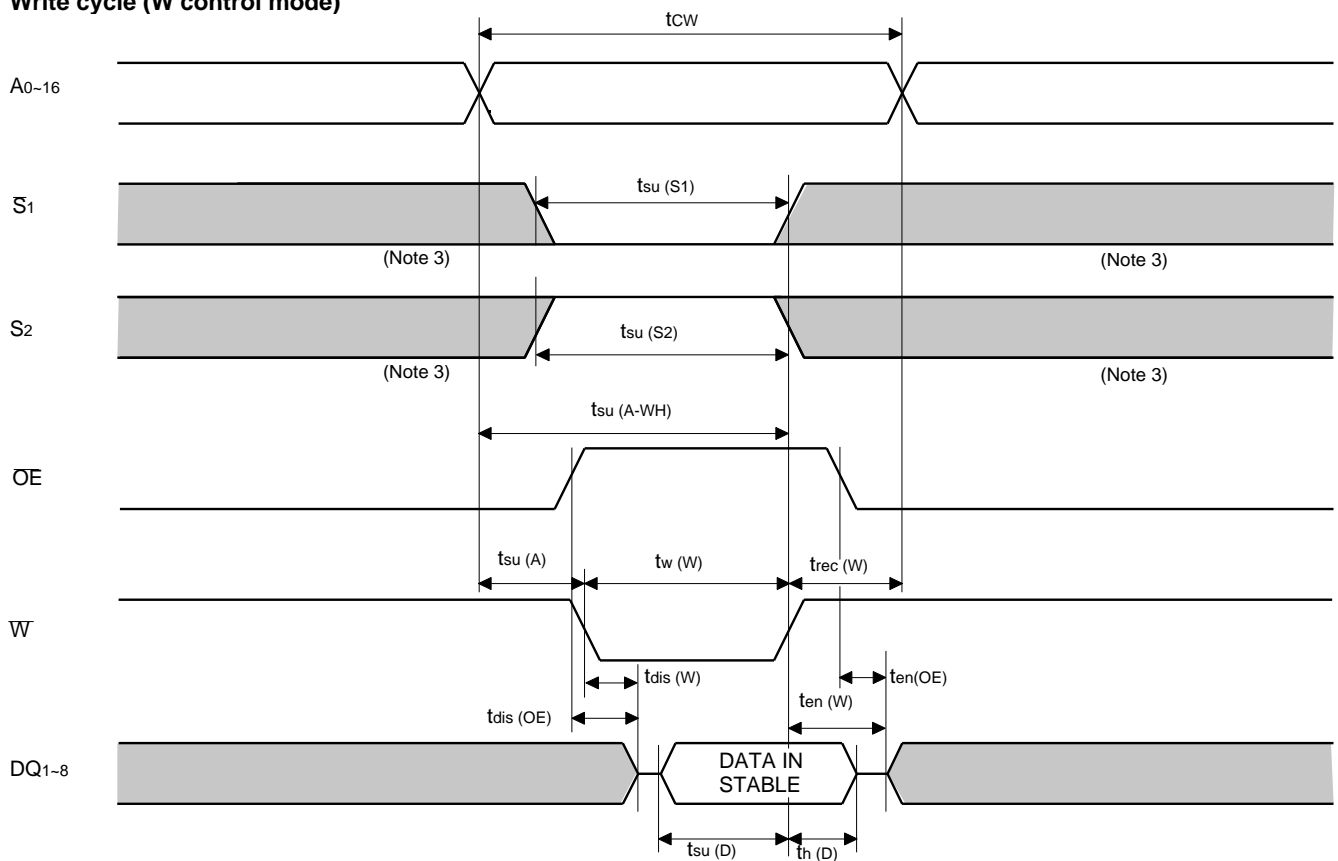 Write cycle (W control mode)
tCW
A0~16
S1
tsu (S1)
(Note 3)
(Note 3)
S2
tsu (S2)
(Note 3)
(Note 3)
tsu (A-WH)
OE
tsu (A)
tw (W)
trec (W)
W
tdis (W)
ten(OE)
ten (W)
tdis (OE)
DQ1~8
DATA IN
STABLE
tsu (D)
th (D)